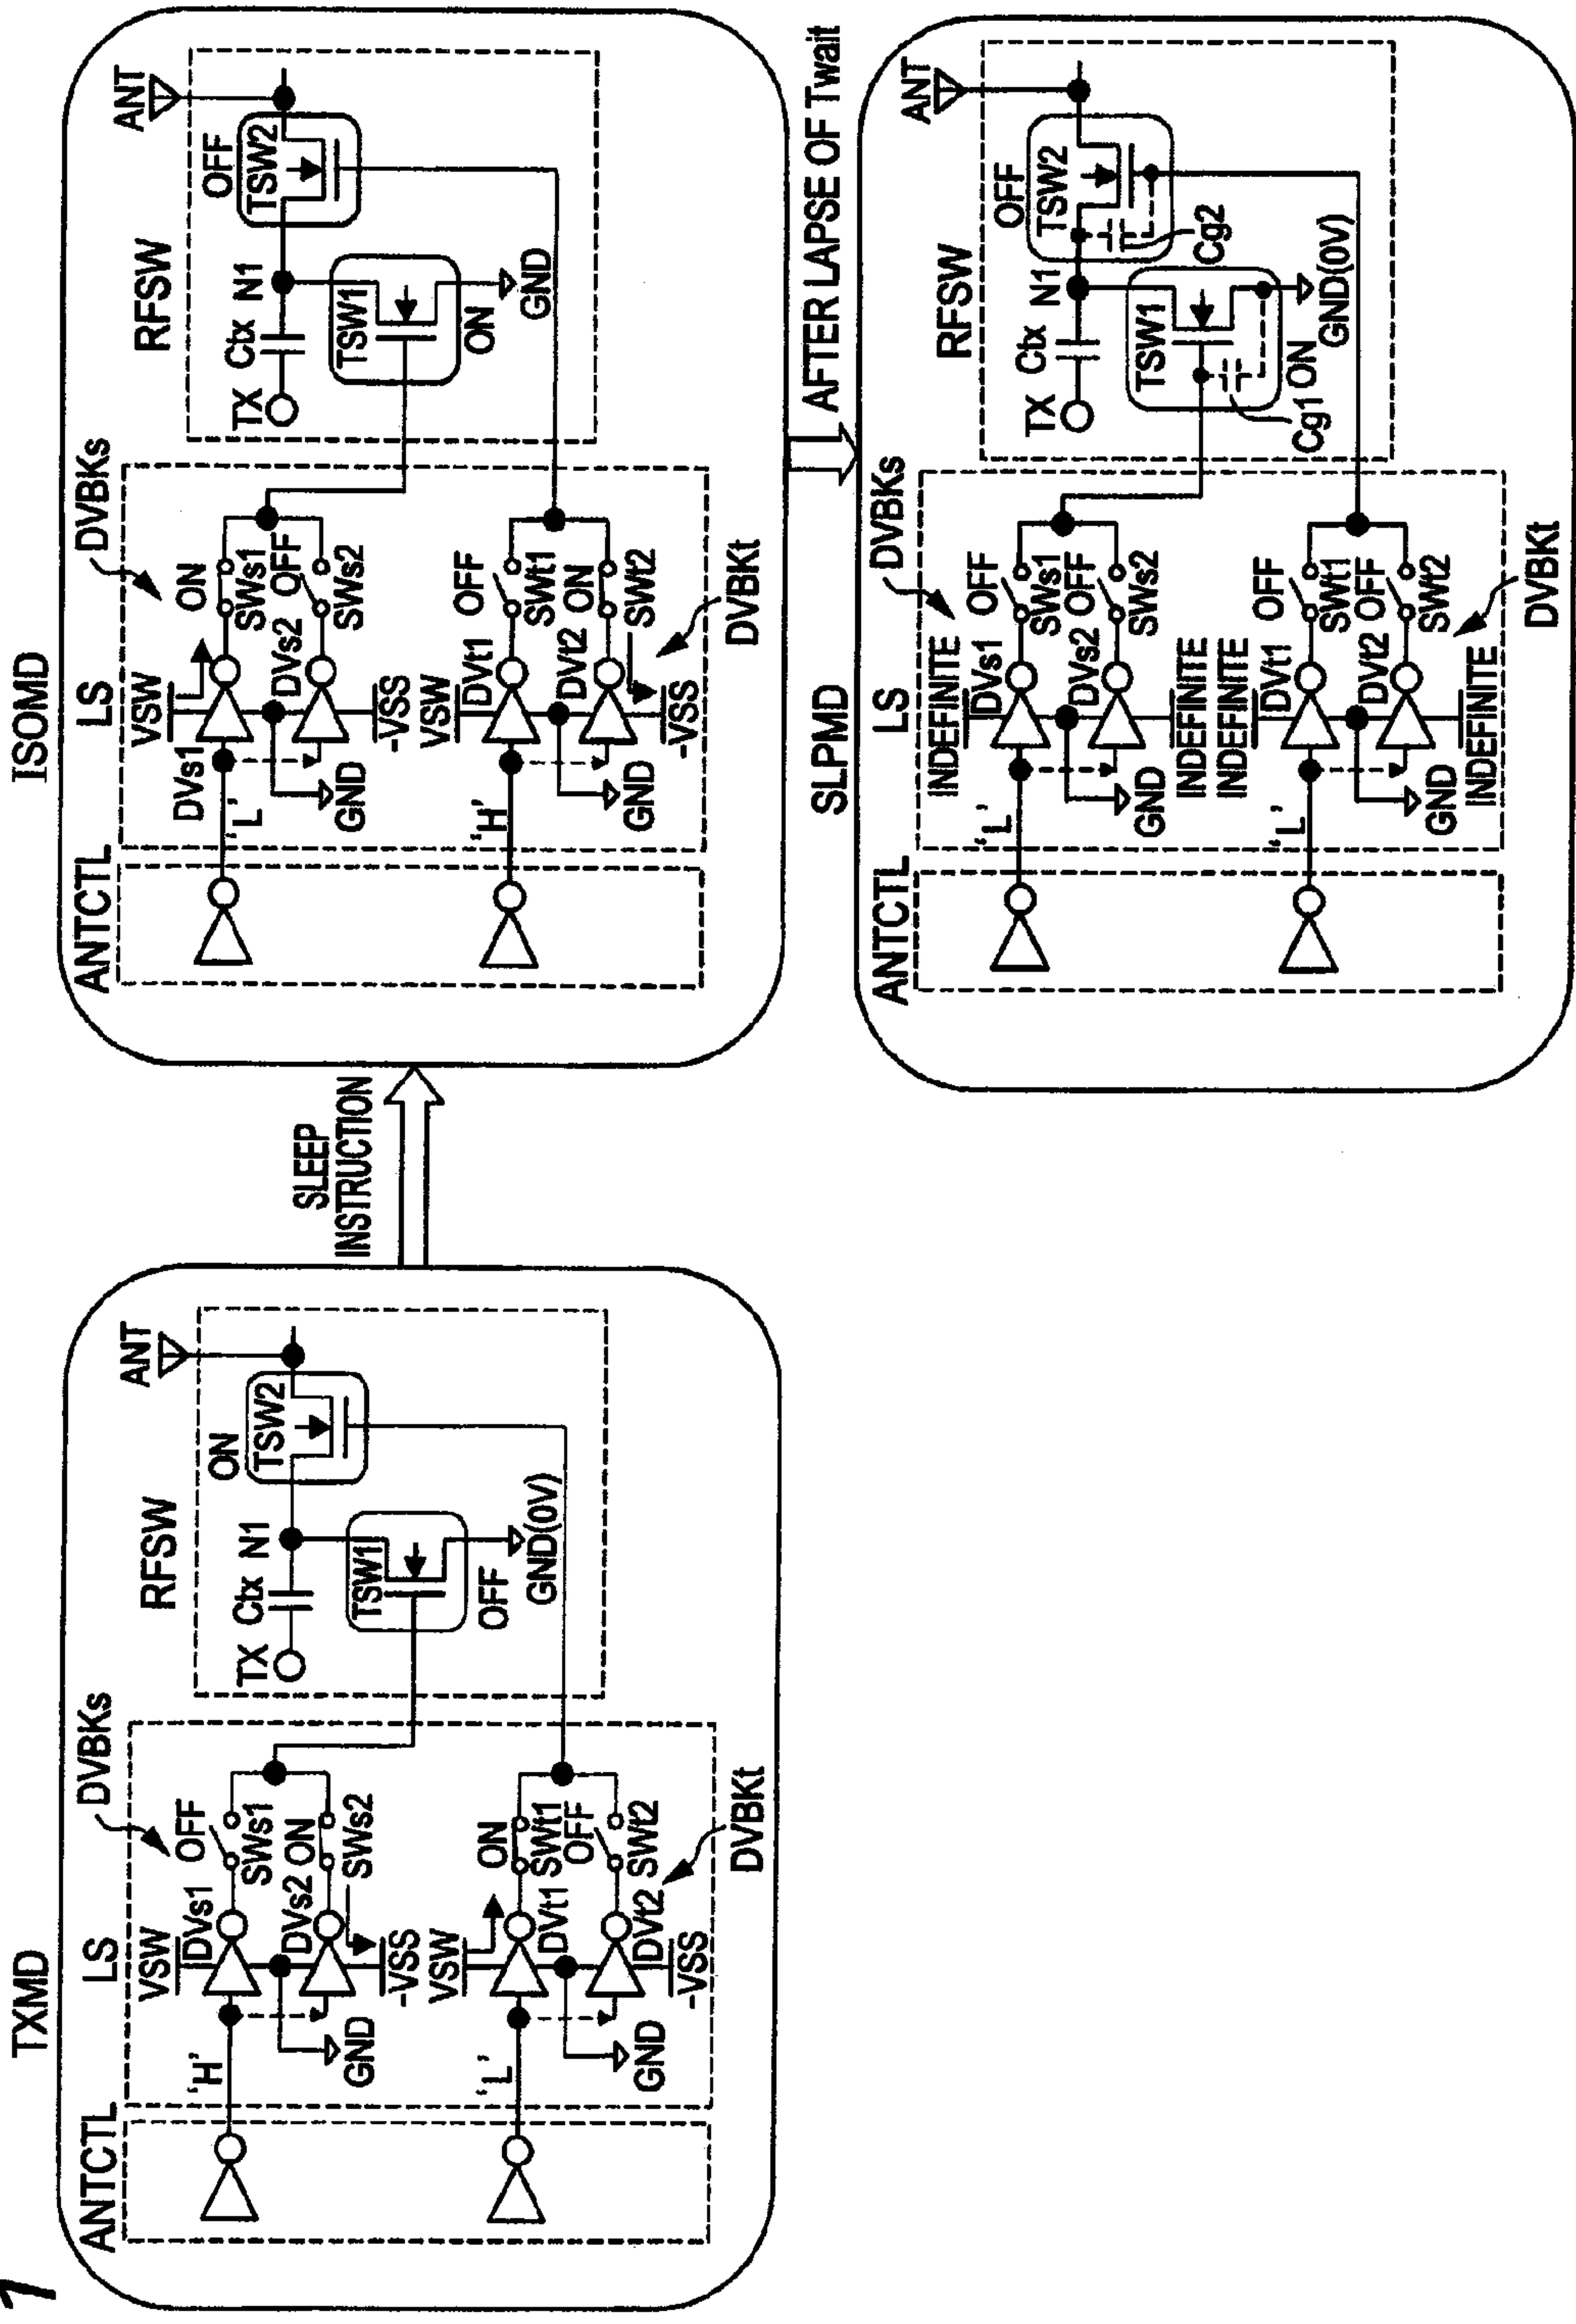 7
TXMD
ANTCTL
LS
DVBKs
RFSW
ANT
'H'
VSW
DVs1
OFF
SWs1
DVs2
ON
SWs2
-VSS
GND
'L'
VSW
DVt1
ON
SWt1
DVt2
OFF
SWt2
-VSS
GND
DVBKt
TX
Ctx
N1
ON
TSW2
TSW1
OFF
GND(0V)
SLEEP
INSTRUCTION
ISOMD
ANTCTL
LS
DVBKs
RFSW
ANT
'L'
VSW
DVs1
ON
SWs1
DVs2
OFF
SWs2
-VSS
GND
'H'
VSW
DVt1
OFF
SWt1
DVt2
ON
SWt2
-VSS
GND
DVBKt
TX
Ctx
N1
OFF
TSW2
TSW1
ON
GND
AFTER LAPSE OF Twait
SLPMD
ANTCTL
LS
DVBKs
RFSW
ANT
'L'
INDEFINITE
DVs1
OFF
SWs1
DVs2
OFF
SWs2
INDEFINITE
GND
'L'
INDEFINITE
DVt1
OFF
SWt1
DVt2
OFF
SWt2
INDEFINITE
GND
DVBKt
TX
Ctx
N1
OFF
TSW2
Cg2
TSW1
ON
Cg1
GND(0V)